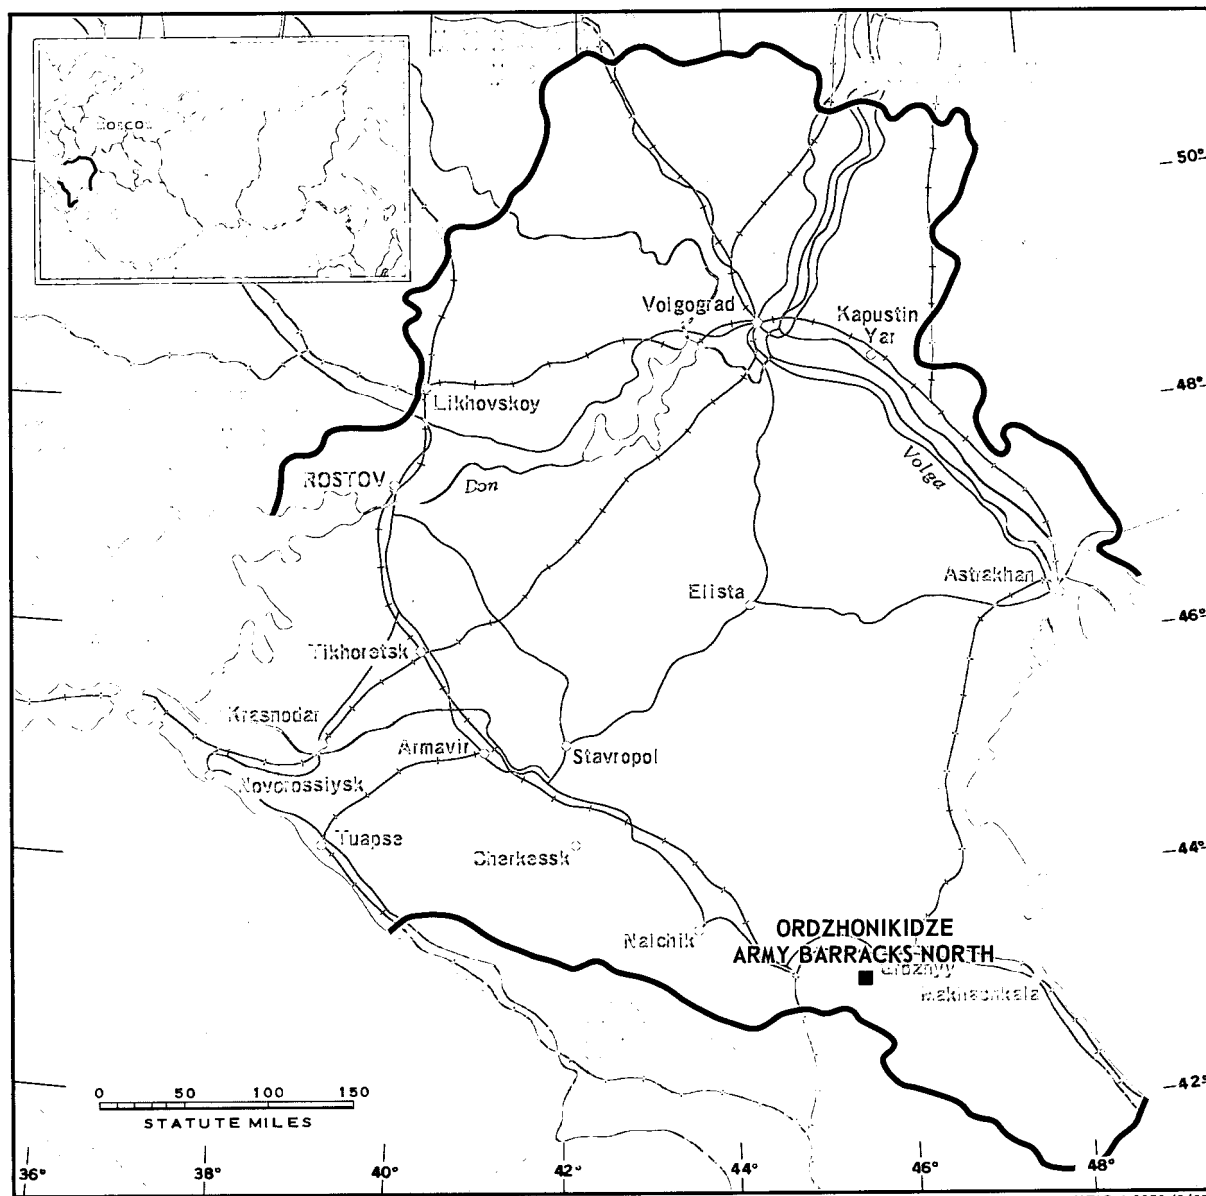 Moscow
50°
Volgograd
Kapustin
Yar
48°
Likhovskoy
Volga
ROSTOV
Don
Astrakhan
Elista
46°
Tikhoretsk
Krasnodar
Armavir
Stavropol
Novorossiysk
Tuapse
Cherkessk
44°
ORDZHONIKIDZE
Nalchik
ARMY BARRACKS NORTH
Groznyy
Makhachkala
0 50 100 150
STATUTE MILES
42°
36° 38° 40° 42° 44° 46° 48°